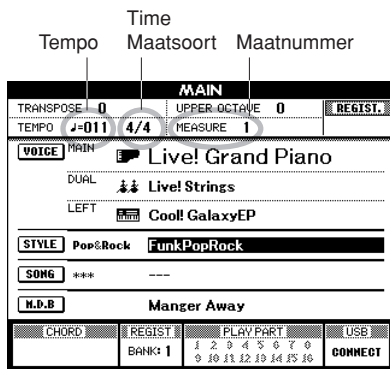 Time
Tempo Maatsoort Maatnummer
MAIN
TRANSPOSE 0 UPPER OCTAVE 0 REGIST.
TEMPO ♩=011 4/4 MEASURE 1
VOICE MAIN Live! Grand Piano
DUAL Live! Strings
LEFT Cool! GalaxyEP
STYLE Pop&Rock FunkPopRock
SONG *** ---
M.D.B Manger Away
CHORD REGIST PLAY PART USB
BANK: 1 1 2 3 4 5 6 7 8 CONNECT
9 10 11 12 13 14 15 16